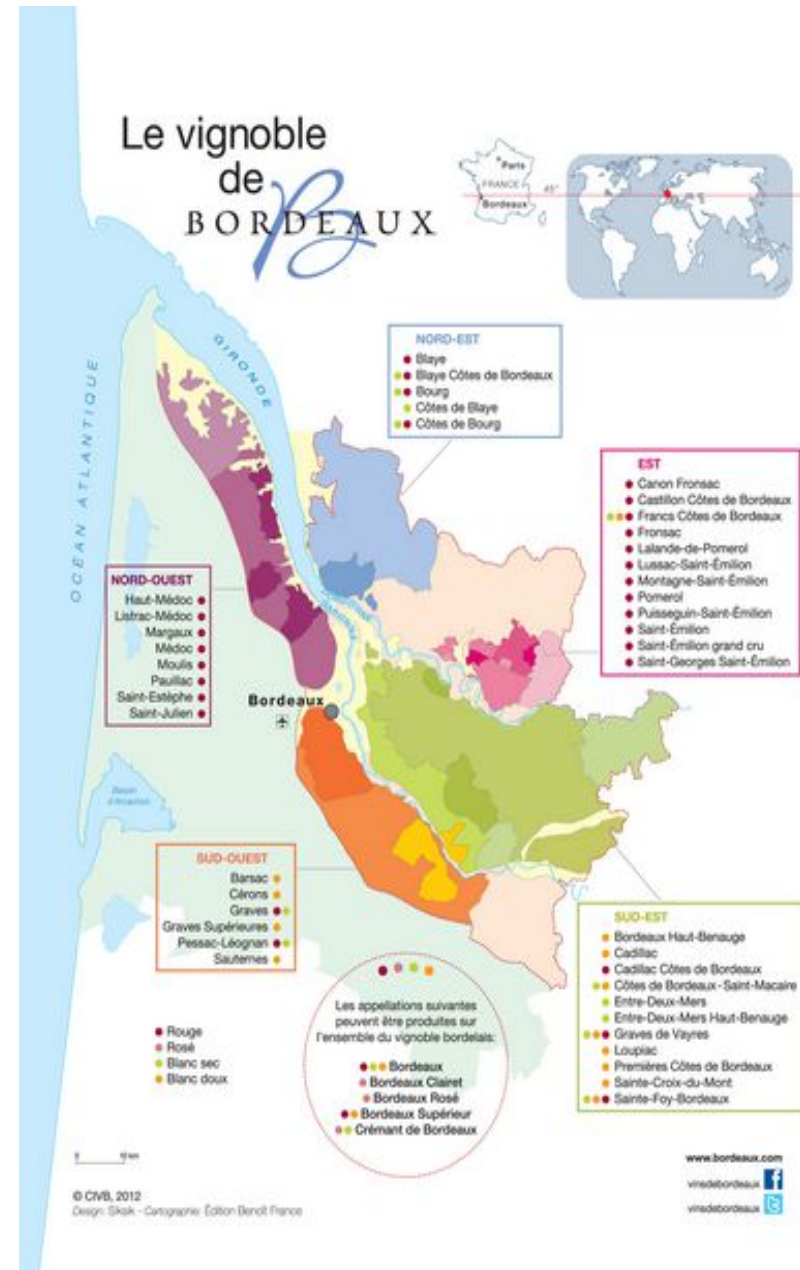 Le vignoble
de
BORDEAUX
Paris
FRANCE
45°
Bordeaux
GIRONDE
OCÉAN ATLANTIQUE
NORD-EST
Blaye
Blaye Côtes de Bordeaux
Bourg
Côtes de Blaye
Côtes de Bourg
EST
Canon Fronsac
Castillon Côtes de Bordeaux
Francs Côtes de Bordeaux
Fronsac
Lalande-de-Pomerol
Lussac-Saint-Émilion
Montagne-Saint-Émilion
Pomerol
Puisseguin-Saint-Émilion
Saint-Émilion
Saint-Émilion grand cru
Saint-Georges Saint-Émilion
NORD-OUEST
Haut-Médoc
Listrac-Médoc
Margaux
Médoc
Moulis
Pauillac
Saint-Estèphe
Saint-Julien
Bordeaux
Bassin
d'Arcachon
SUD-OUEST
Barsac
Cérons
Graves
Graves Supérieures
Pessac-Léognan
Sauternes
SUD-EST
Bordeaux Haut-Benauge
Cadillac
Cadillac Côtes de Bordeaux
Côtes de Bordeaux-Saint-Macaire
Entre-Deux-Mers
Entre-Deux-Mers Haut-Benauge
Graves de Vayres
Loupiac
Premières Côtes de Bordeaux
Sainte-Croix-du-Mont
Sainte-Foy-Bordeaux
Les appellations suivantes
peuvent être produites sur
l'ensemble du vignoble bordelais:
Bordeaux
Bordeaux Clairet
Bordeaux Rosé
Bordeaux Supérieur
Crémant de Bordeaux
Rouge
Rosé
Blanc sec
Blanc doux
0 10 km
© CIVB, 2012
Design: Siksik - Cartographie: Édition Benoît France
www.bordeaux.com
vinsdebordeaux
vinsdebordeaux